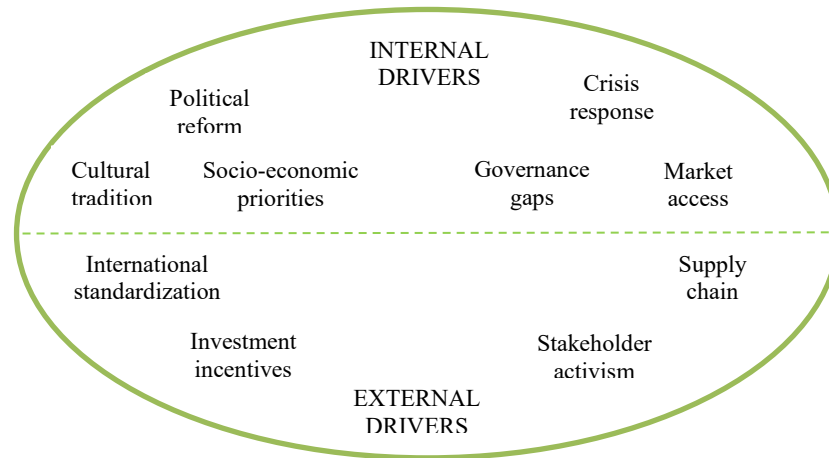 INTERNAL
DRIVERS
Political
reform
Crisis
response
Cultural
tradition
Socio-economic
priorities
Governance
gaps
Market
access
International
standardization
Supply
chain
Investment
incentives
Stakeholder
activism
EXTERNAL
DRIVERS